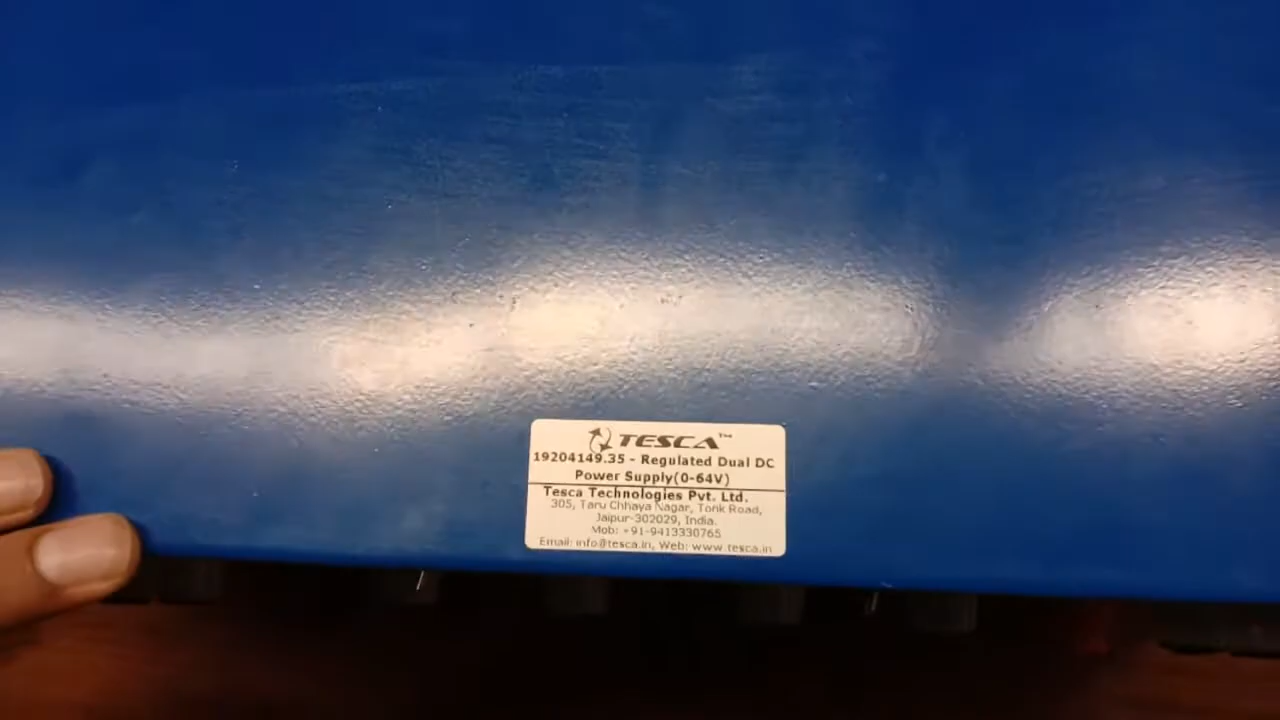 TESCA™
19204149.35 - Regulated Dual DC
Power Supply(0-64V)
Tesca Technologies Pvt. Ltd.
305, Taru Chhaya Nagar, Tonk Road,
Jaipur-302029, India.
Mob: +91-9413330765
Email: info@tesca.in, Web: www.tesca.in